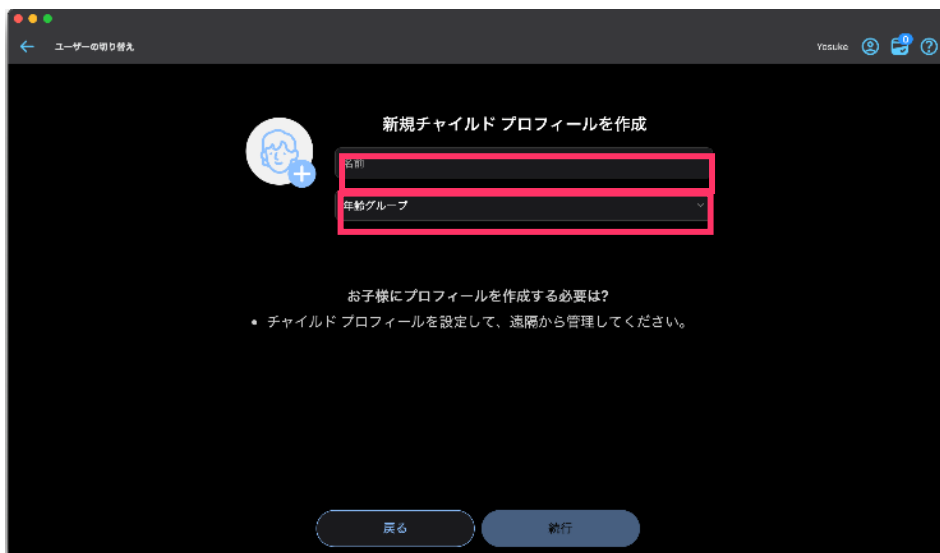 ユーザーの切り替え
Yosuke
0
新規チャイルド プロフィールを作成
名前
年齢グループ
お子様にプロフィールを作成する必要は?
• チャイルド プロフィールを設定して、遠隔から管理してください。
戻る
続行